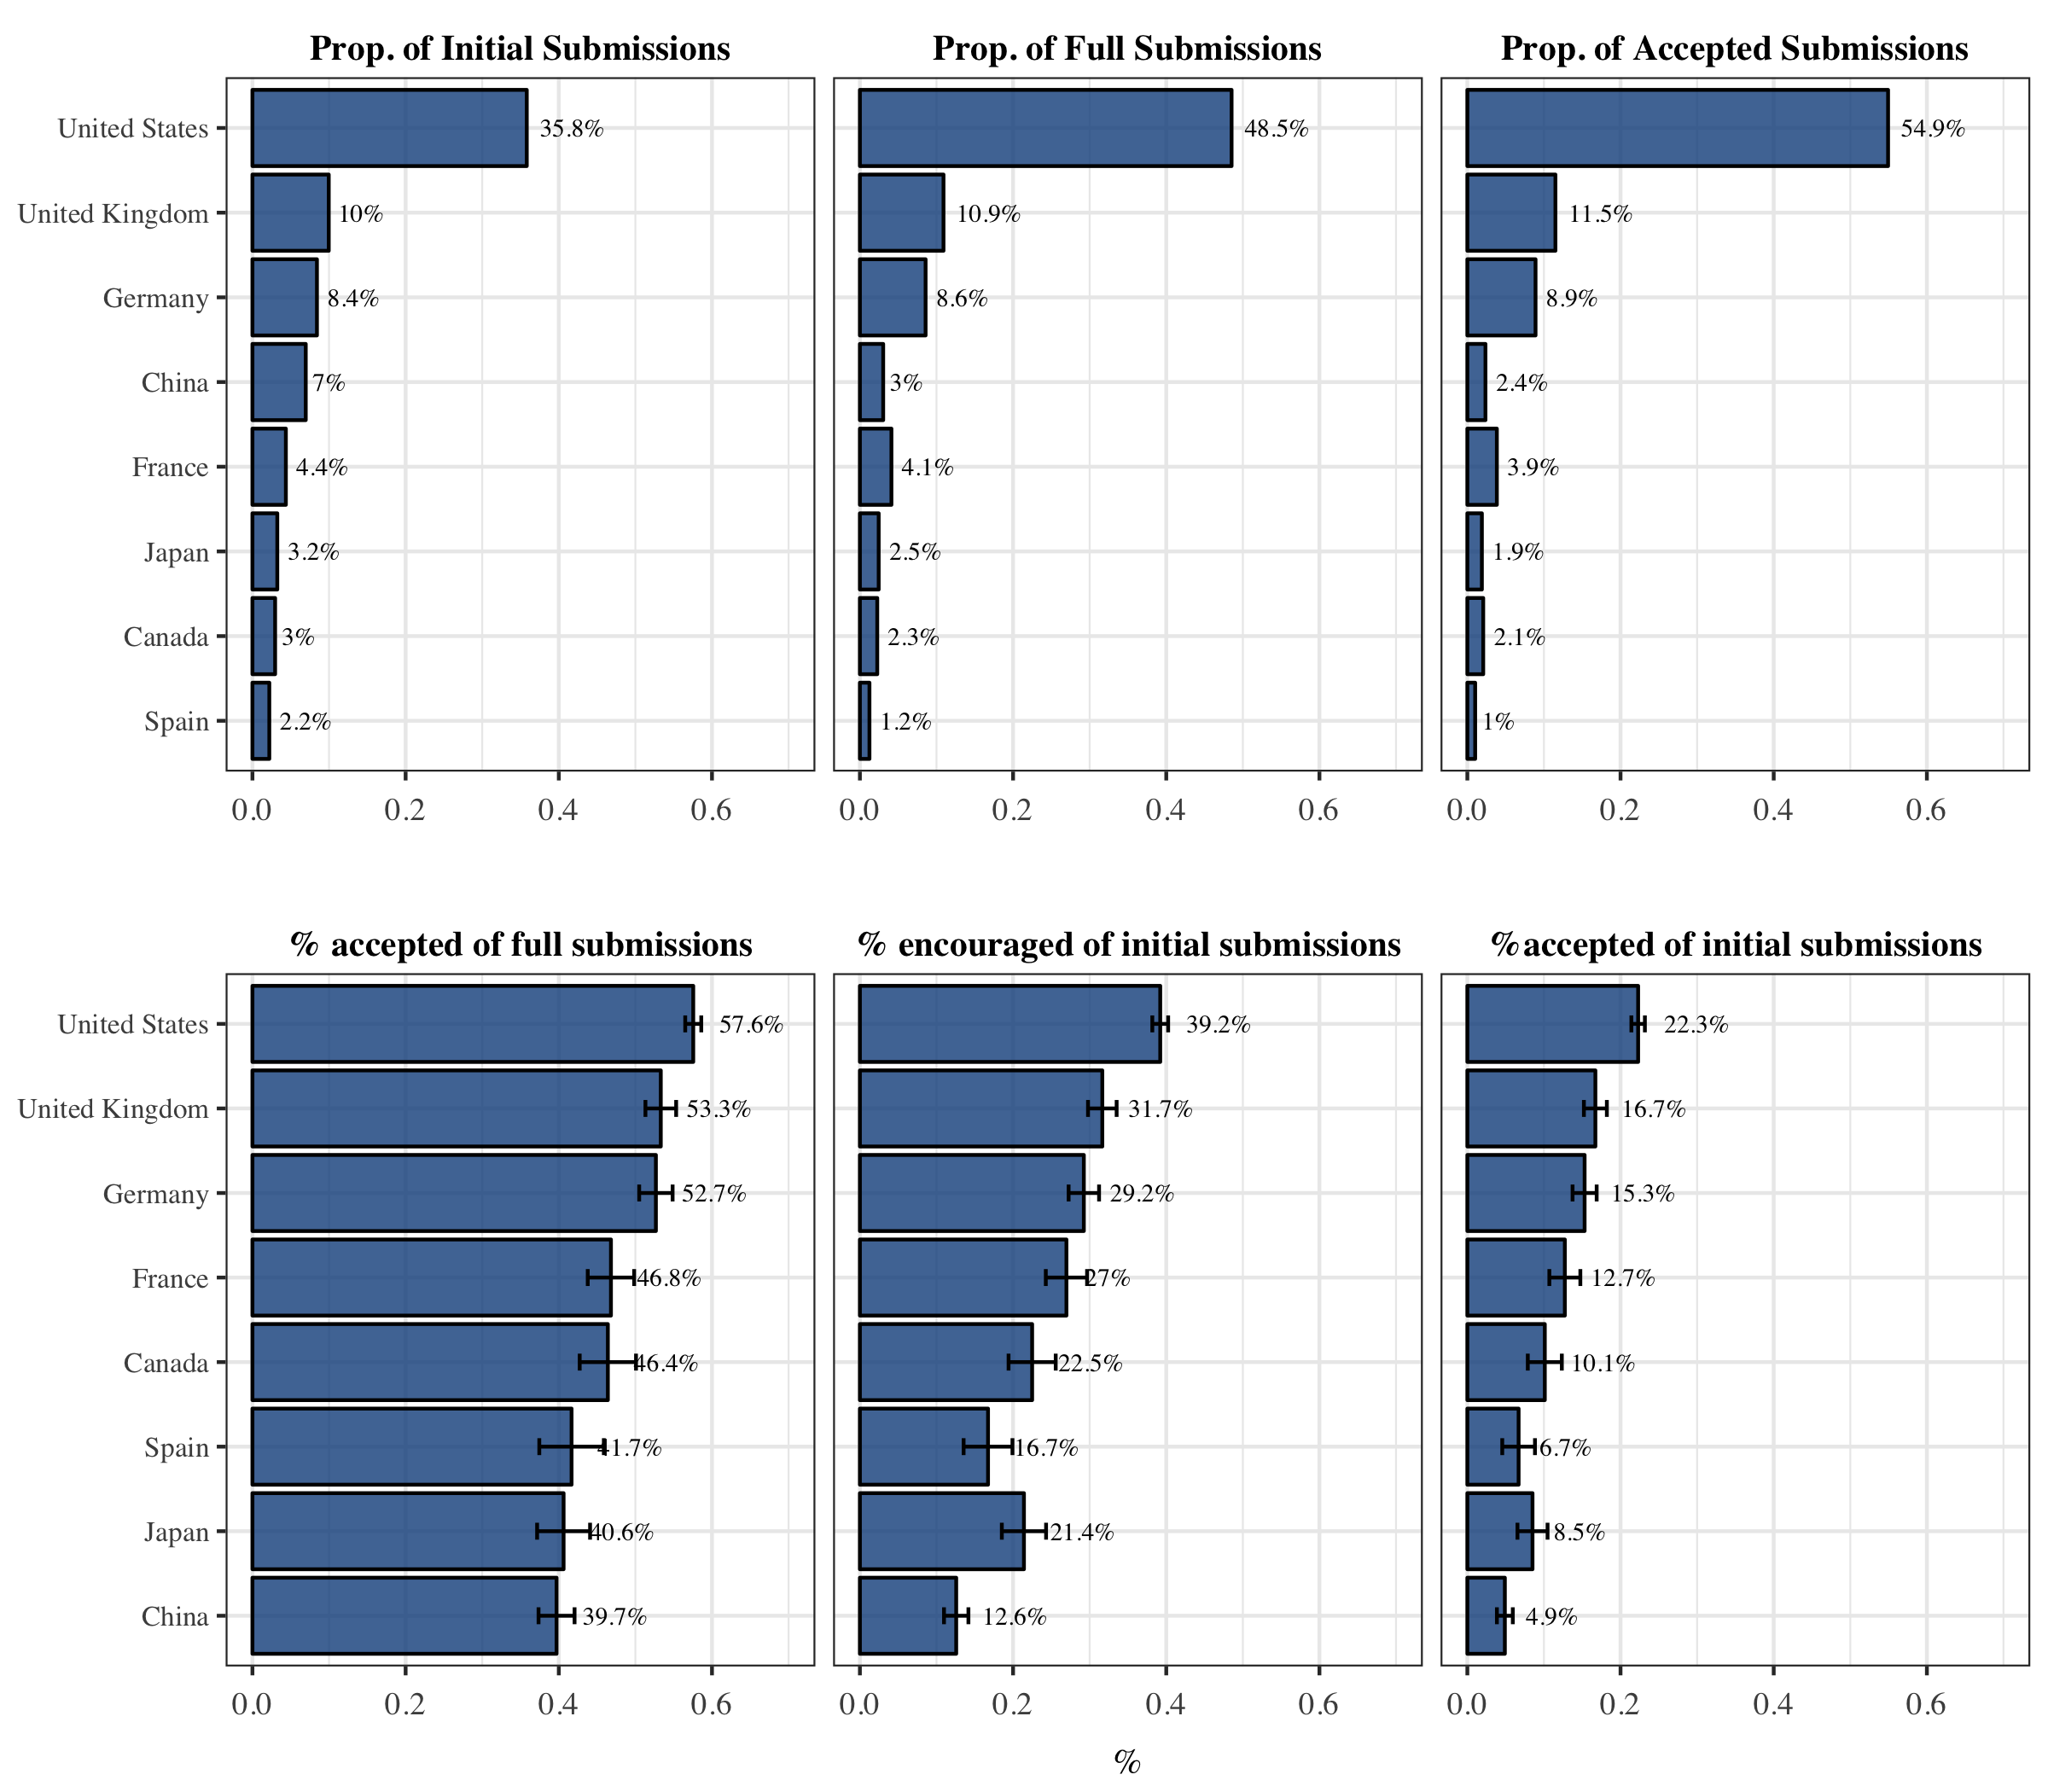 Prop. of Initial Submissions
Prop. of Full Submissions
Prop. of Accepted Submissions
United States
35.8%
48.5%
54.9%
United Kingdom
10%
10.9%
11.5%
Germany
8.4%
8.6%
8.9%
China
7%
3%
2.4%
France
4.4%
4.1%
3.9%
Japan
3.2%
2.5%
1.9%
Canada
3%
2.3%
2.1%
Spain
2.2%
1.2%
1%
0.0 0.2 0.4 0.6
0.0 0.2 0.4 0.6
0.0 0.2 0.4 0.6
% accepted of full submissions
% encouraged of initial submissions
%accepted of initial submissions
United States
57.6%
39.2%
22.3%
United Kingdom
53.3%
31.7%
16.7%
Germany
52.7%
29.2%
15.3%
France
46.8%
27%
12.7%
Canada
46.4%
22.5%
10.1%
Spain
41.7%
16.7%
6.7%
Japan
40.6%
21.4%
8.5%
China
39.7%
12.6%
4.9%
0.0 0.2 0.4 0.6
0.0 0.2 0.4 0.6
0.0 0.2 0.4 0.6
%